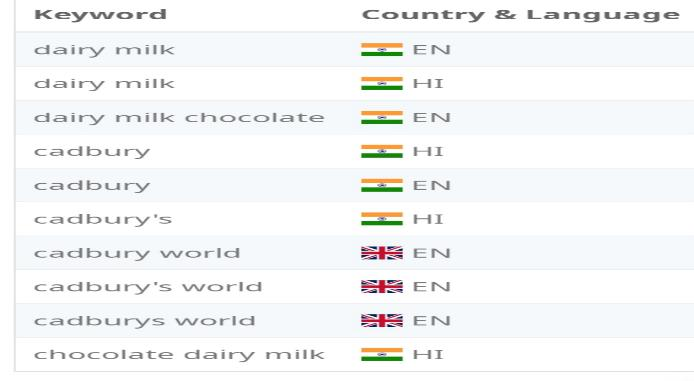 Keyword Country & Language
dairy milk EN
dairy milk HI
dairy milk chocolate EN
cadbury HI
cadbury EN
cadbury's HI
cadbury world EN
cadbury's world EN
cadburys world EN
chocolate dairy milk HI